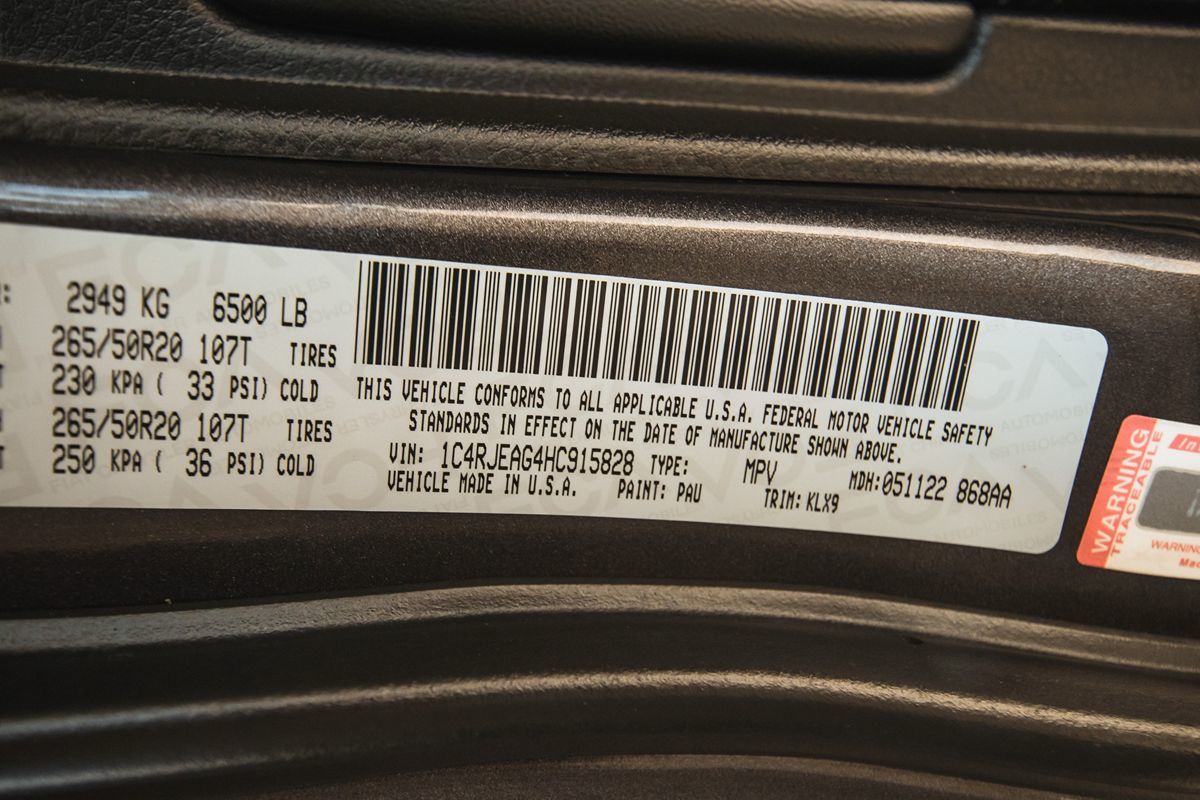 2949 KG 6500 LB
265/50R20 107T TIRES
230 KPA ( 33 PSI) COLD
265/50R20 107T TIRES
250 KPA ( 36 PSI) COLD
THIS VEHICLE CONFORMS TO ALL APPLICABLE U.S.A. FEDERAL MOTOR VEHICLE SAFETY
STANDARDS IN EFFECT ON THE DATE OF MANUFACTURE SHOWN ABOVE.
VIN: 1C4RJEAG4HC915828 TYPE: MPV MDH:051122 868AA
VEHICLE MADE IN U.S.A. PAINT: PAU TRIM: KLX9
WARNING
TRACEABLE
WARNING